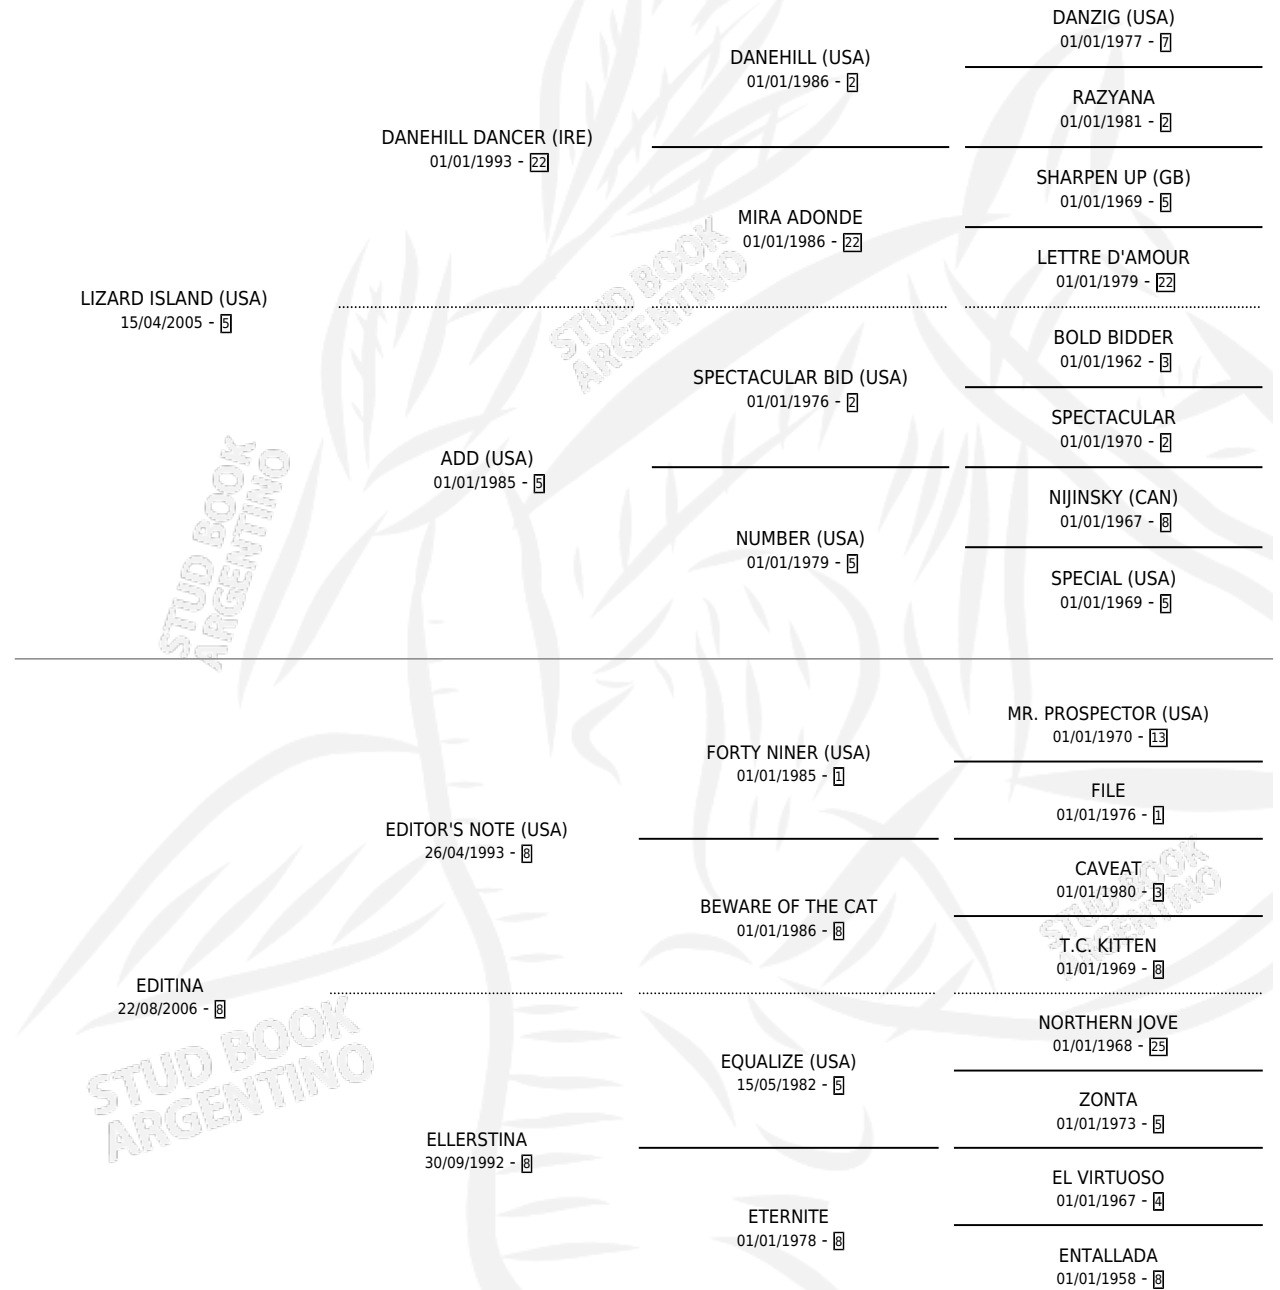 DANZIG (USA)
01/01/1977 - 7
DANEHILL (USA)
01/01/1986 - 2
RAZYANA
01/01/1981 - 2
DANEHILL DANCER (IRE)
01/01/1993 - 22
SHARPEN UP (GB)
01/01/1969 - 5
MIRA ADONDE
01/01/1986 - 22
LETTRE D'AMOUR
01/01/1979 - 22
LIZARD ISLAND (USA)
15/04/2005 - 5
BOLD BIDDER
01/01/1962 - 3
SPECTACULAR BID (USA)
01/01/1976 - 2
SPECTACULAR
01/01/1970 - 2
ADD (USA)
01/01/1985 - 5
NIJINSKY (CAN)
01/01/1967 - 8
NUMBER (USA)
01/01/1979 - 5
SPECIAL (USA)
01/01/1969 - 5
STUD BOOK
ARGENTINO
STUD BOOK
ARGENTINO
MR. PROSPECTOR (USA)
01/01/1970 - 13
FORTY NINER (USA)
01/01/1985 - 1
FILE
01/01/1976 - 1
EDITOR'S NOTE (USA)
26/04/1993 - 8
CAVEAT
01/01/1980 - 3
BEWARE OF THE CAT
01/01/1986 - 8
T.C. KITTEN
01/01/1969 - 8
STUD BOOK
ARGENTINO
EDITINA
22/08/2006 - 8
NORTHERN JOVE
01/01/1968 - 25
EQUALIZE (USA)
15/05/1982 - 5
ZONTA
01/01/1973 - 5
ELLERSTINA
30/09/1992 - 8
EL VIRTUOSO
01/01/1967 - 4
ETERNITE
01/01/1978 - 8
ENTALLADA
01/01/1958 - 8
STUD BOOK
ARGENTINO